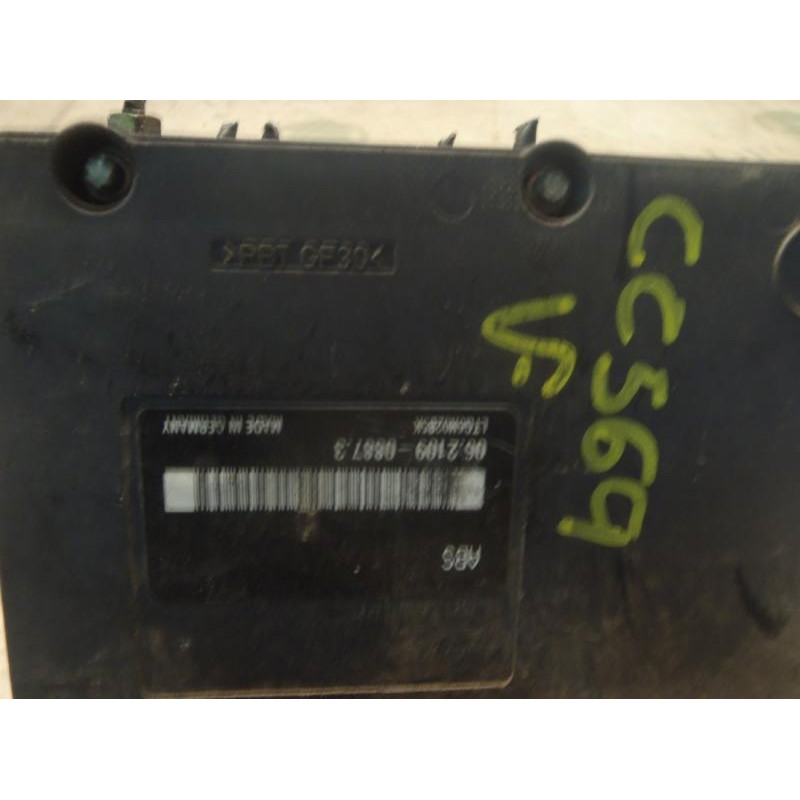 >PBT GF30<
CC569
V
ABS
06.2109-0887.3
MADE IN GERMANY